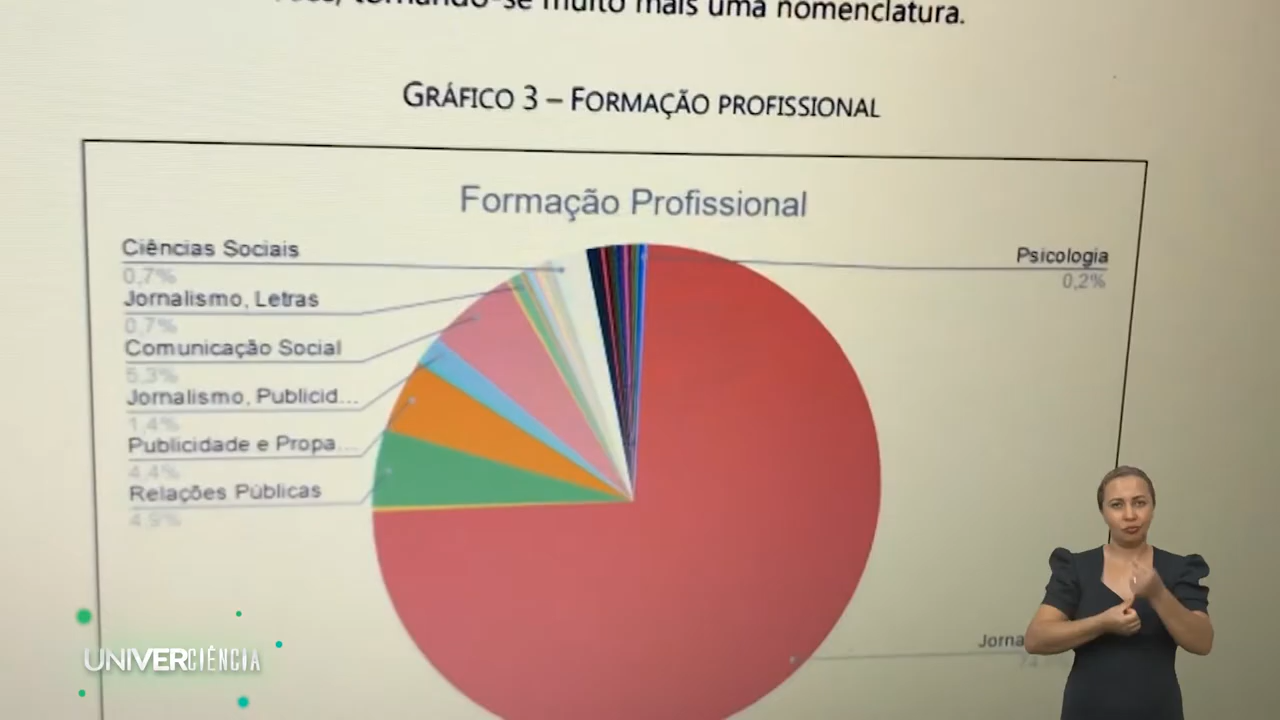 tornando-se muito mais uma nomenclatura.
GRÁFICO 3 – FORMAÇÃO PROFISSIONAL
Formação Profissional
Ciências Sociais
0,7%
Jornalismo, Letras
0,7%
Comunicação Social
5,3%
Jornalismo, Publicid...
1,4%
Publicidade e Propa...
4,4%
Relações Públicas
4,9%
Psicologia
0,2%
UNIVERCIÊNCIA